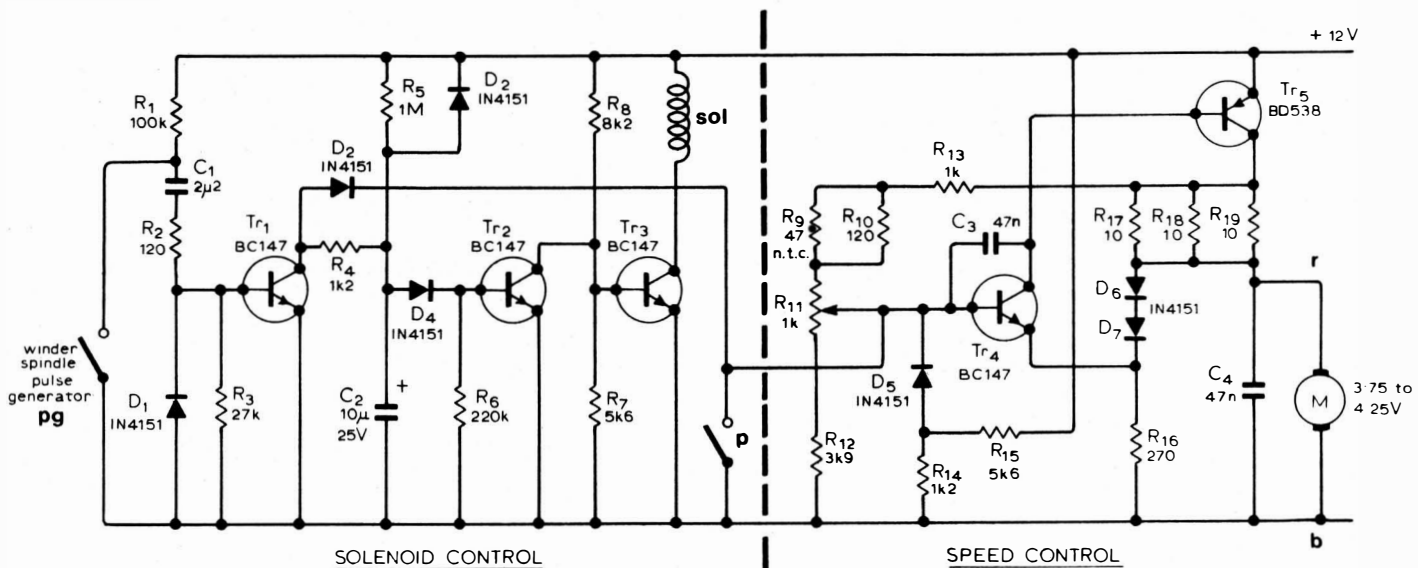 + 12V
R1
100k
C1
2µ2
R2
120
winder
spindle
pulse
generator
pg
D1
IN4151
R3
27k
Tr1
BC147
D2
IN4151
R4
1k2
R5
1M
D2
IN4151
D4
IN4151
C2
10µ
25V
+
R6
220k
Tr2
BC147
R8
8k2
R7
5k6
Tr3
BC147
sol
p
SOLENOID CONTROL
R9
47
n.t.c.
R10
120
R11
1k
R12
3k9
R13
1k
C3 47n
Tr4
BC147
D5
IN4151
R14
1k2
R15
5k6
Tr5
BD538
R17
10
R18
10
R19
10
D6
IN4151
D7
R16
270
C4
47n
r
M
3·75 to
4·25V
b
SPEED CONTROL